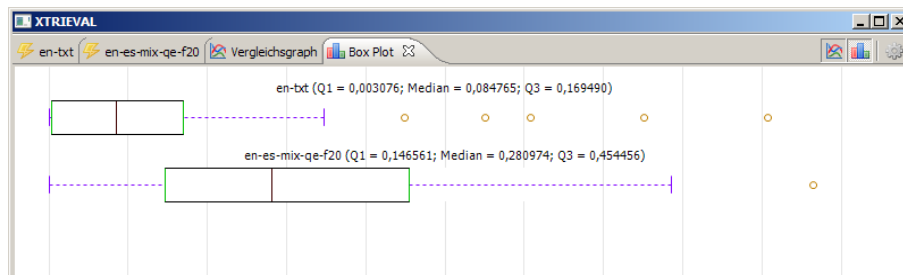 XTRIEVAL
en-txt en-es-mix-qe-f20 Vergleichsgraph Box Plot
en-txt (Q1 = 0,003076; Median = 0,084765; Q3 = 0,169490)
en-es-mix-qe-f20 (Q1 = 0,146561; Median = 0,280974; Q3 = 0,454456)